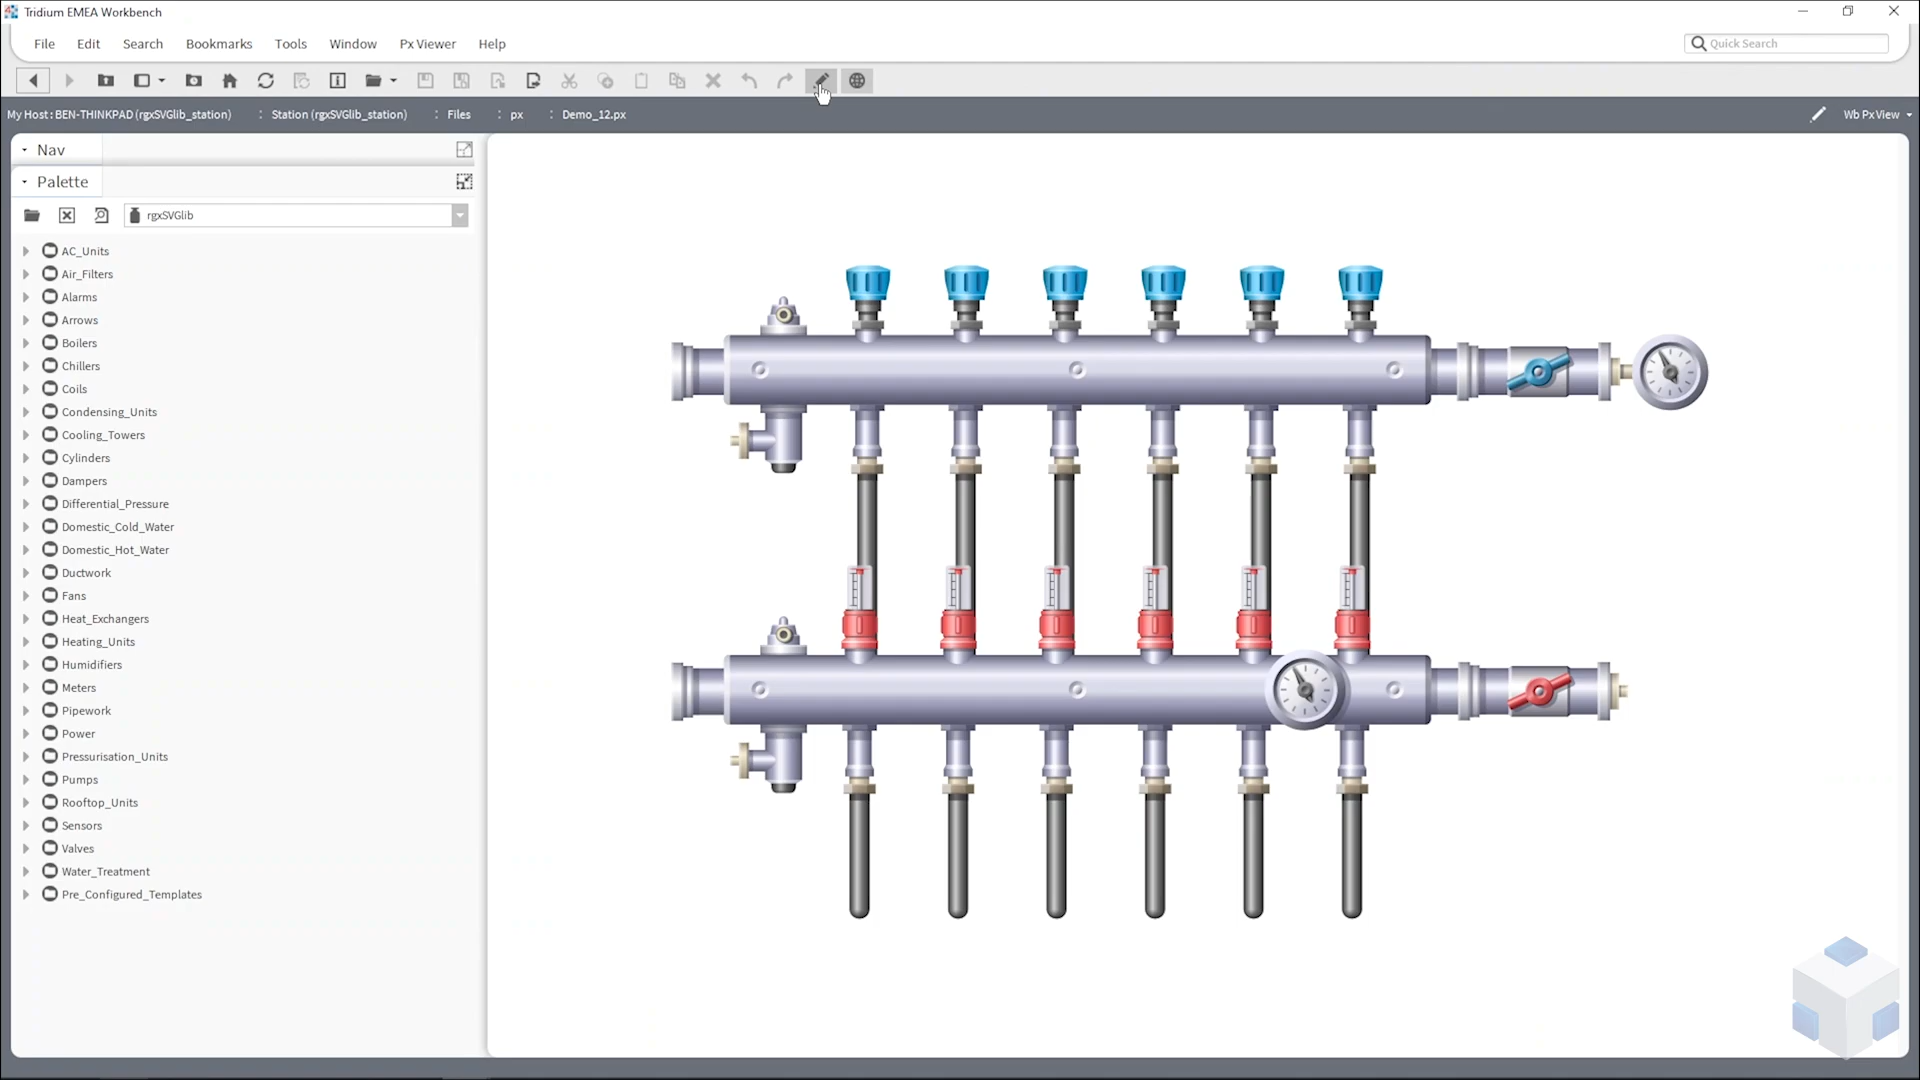 Tridium EMEA Workbench
File Edit Search Bookmarks Tools Window Px Viewer Help
Quick Search
My Host : BEN-THINKPAD (rgxSVGlib_station) : Station (rgxSVGlib_station) : Files : px : Demo_12.px
Wb Px View
Nav
Palette
rgxSVGlib
AC_Units
Air_Filters
Alarms
Arrows
Boilers
Chillers
Coils
Condensing_Units
Cooling_Towers
Cylinders
Dampers
Differential_Pressure
Domestic_Cold_Water
Domestic_Hot_Water
Ductwork
Fans
Heat_Exchangers
Heating_Units
Humidifiers
Meters
Pipework
Power
Pressurisation_Units
Pumps
Rooftop_Units
Sensors
Valves
Water_Treatment
Pre_Configured_Templates